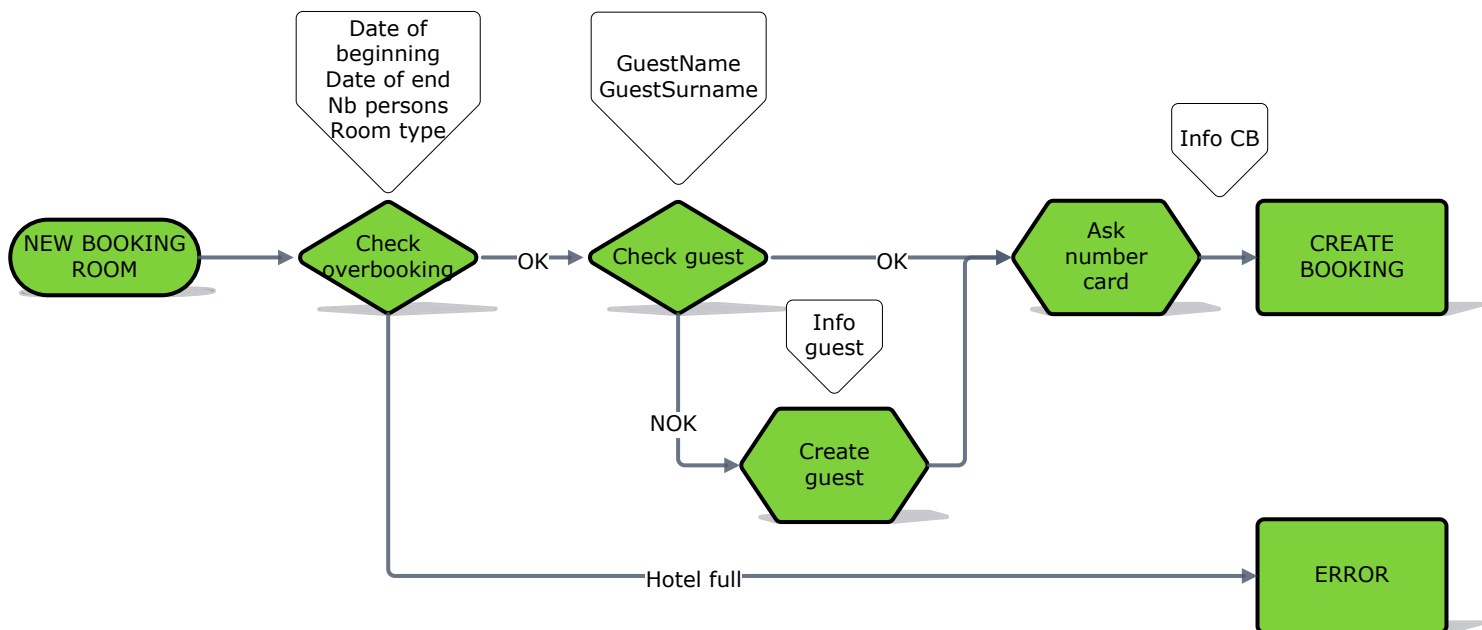 Date of
beginning
Date of end
Nb persons
Room type
GuestName
GuestSurname
Info CB
NEW BOOKING
ROOM
Check
overbooking
OK
Check guest
OK
Ask
number
card
CREATE
BOOKING
Info
guest
NOK
Create
guest
Hotel full
ERROR